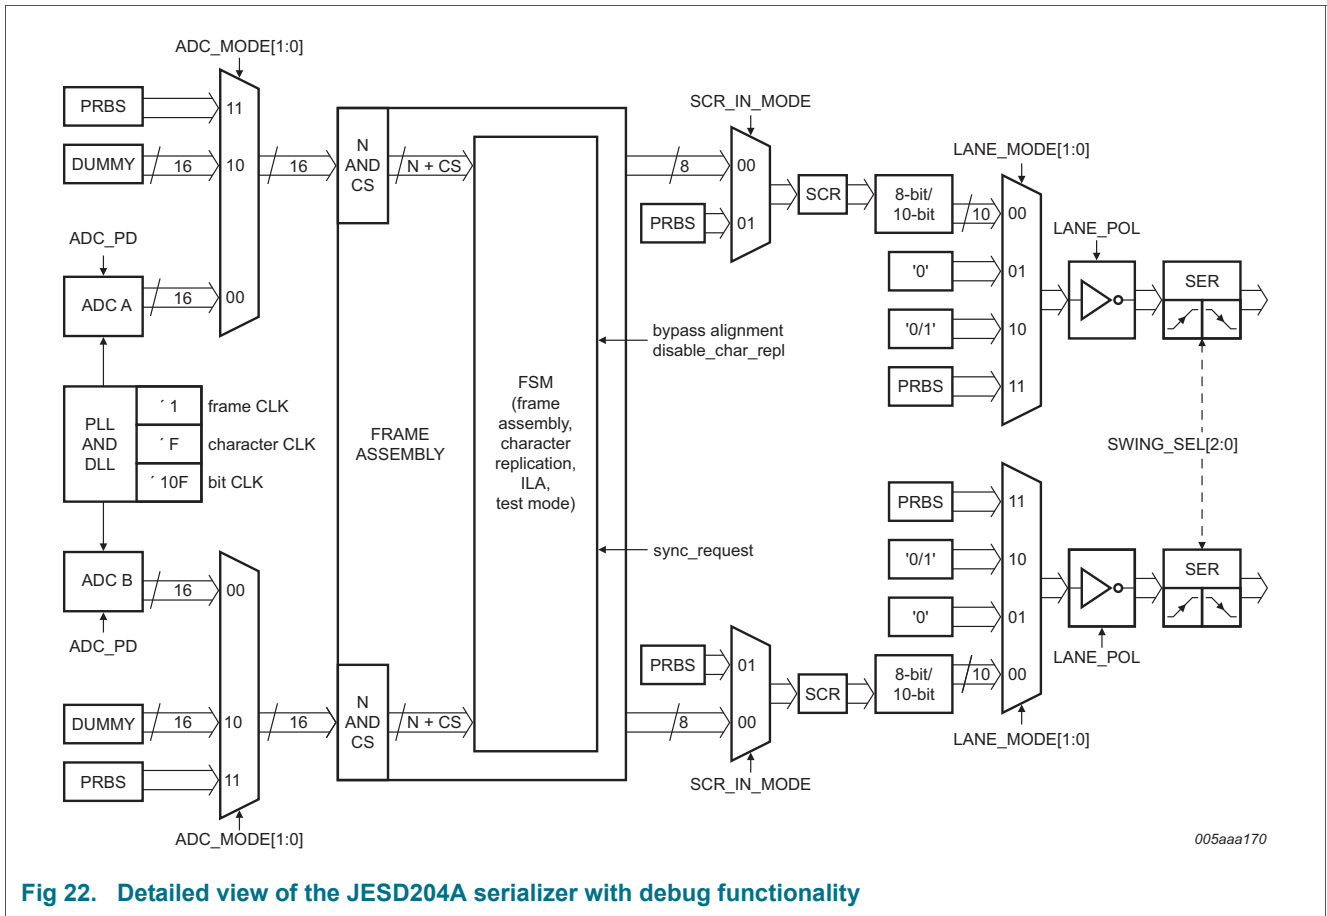 ADC_MODE[1:0]
PRBS
11
DUMMY
16
10
16
ADC_PD
ADC A
16
00
N
AND
CS
N + CS
PLL
AND
DLL
´ 1
frame CLK
´ F
character CLK
´ 10F
bit CLK
FRAME
ASSEMBLY
FSM
(frame
assembly,
character
replication,
ILA,
test mode)
bypass alignment
disable_char_repl
sync_request
ADC B
16
00
ADC_PD
DUMMY
16
10
16
PRBS
11
ADC_MODE[1:0]
N
AND
CS
N + CS
SCR_IN_MODE
8
00
PRBS
01
SCR
8-bit/
10-bit
10
LANE_MODE[1:0]
00
'0'
01
'0/1'
10
PRBS
11
LANE_POL
SER
SWING_SEL[2:0]
PRBS
11
'0/1'
10
'0'
01
8-bit/
10-bit
10
00
LANE_MODE[1:0]
LANE_POL
SER
PRBS
01
8
00
SCR
SCR_IN_MODE
005aaa170
Fig 22. Detailed view of the JESD204A serializer with debug functionality